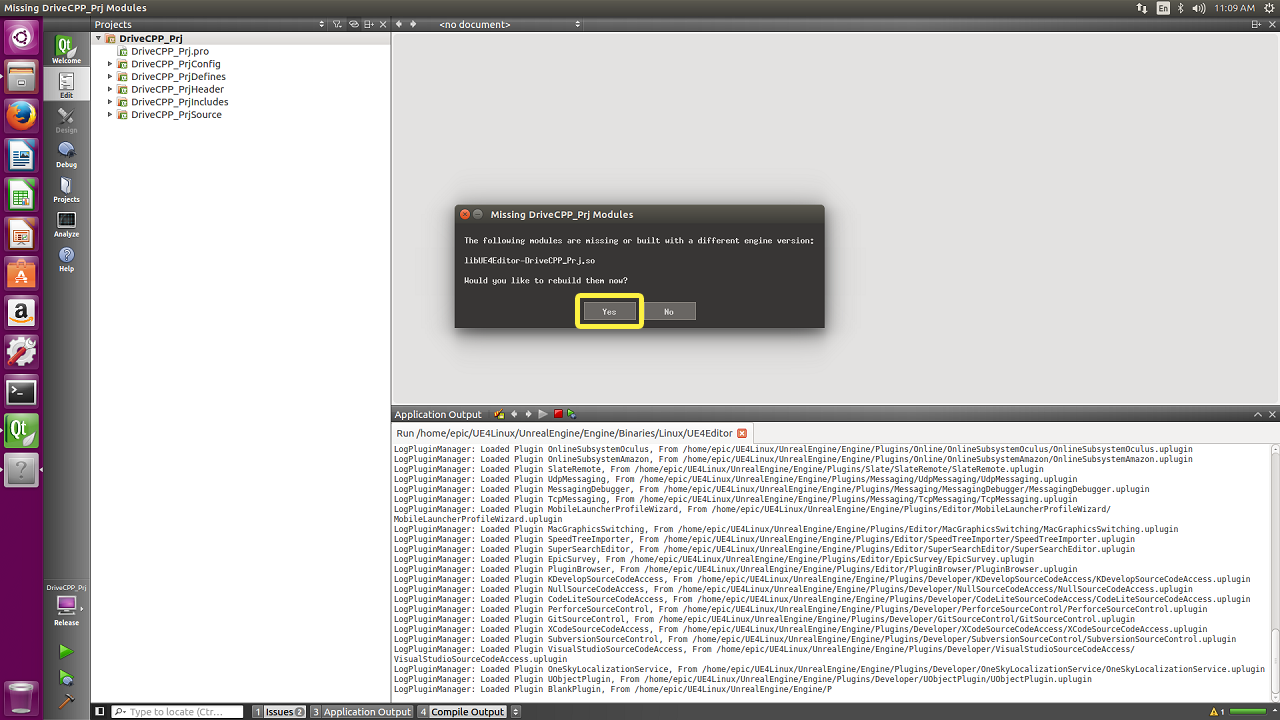 Missing DriveCPP_Prj Modules
En
11:09 AM
Projects
<no document>
Welcome
Edit
Design
Debug
Projects
Analyze
Help
DriveCPP_Prj
DriveCPP_Prj.pro
DriveCPP_PrjConfig
DriveCPP_PrjDefines
DriveCPP_PrjHeader
DriveCPP_PrjIncludes
DriveCPP_PrjSource
Missing DriveCPP_Prj Modules
The following modules are missing or built with a different engine version:
libUE4Editor-DriveCPP_Prj.so
Would you like to rebuild them now?
Yes
No
Application Output
Run /home/epic/UE4Linux/UnrealEngine/Engine/Binaries/Linux/UE4Editor
LogPluginManager: Loaded Plugin OnlineSubsystemOculus, From /home/epic/UE4Linux/UnrealEngine/Engine/Plugins/Online/OnlineSubsystemOculus/OnlineSubsystemOculus.uplugin
LogPluginManager: Loaded Plugin OnlineSubsystemAmazon, From /home/epic/UE4Linux/UnrealEngine/Engine/Plugins/Online/OnlineSubsystemAmazon/OnlineSubsystemAmazon.uplugin
LogPluginManager: Loaded Plugin SlateRemote, From /home/epic/UE4Linux/UnrealEngine/Engine/Plugins/Slate/SlateRemote/SlateRemote.uplugin
LogPluginManager: Loaded Plugin UdpMessaging, From /home/epic/UE4Linux/UnrealEngine/Engine/Plugins/Messaging/UdpMessaging/UdpMessaging.uplugin
LogPluginManager: Loaded Plugin MessagingDebugger, From /home/epic/UE4Linux/UnrealEngine/Engine/Plugins/Messaging/MessagingDebugger/MessagingDebugger.uplugin
LogPluginManager: Loaded Plugin TcpMessaging, From /home/epic/UE4Linux/UnrealEngine/Engine/Plugins/Messaging/TcpMessaging/TcpMessaging.uplugin
LogPluginManager: Loaded Plugin MobileLauncherProfileWizard, From /home/epic/UE4Linux/UnrealEngine/Engine/Plugins/Editor/MobileLauncherProfileWizard/
MobileLauncherProfileWizard.uplugin
LogPluginManager: Loaded Plugin MacGraphicsSwitching, From /home/epic/UE4Linux/UnrealEngine/Engine/Plugins/Editor/MacGraphicsSwitching/MacGraphicsSwitching.uplugin
LogPluginManager: Loaded Plugin SpeedTreeImporter, From /home/epic/UE4Linux/UnrealEngine/Engine/Plugins/Editor/SpeedTreeImporter/SpeedTreeImporter.uplugin
LogPluginManager: Loaded Plugin SuperSearchEditor, From /home/epic/UE4Linux/UnrealEngine/Engine/Plugins/Editor/SuperSearchEditor/SuperSearchEditor.uplugin
LogPluginManager: Loaded Plugin EpicSurvey, From /home/epic/UE4Linux/UnrealEngine/Engine/Plugins/Editor/EpicSurvey/EpicSurvey.uplugin
LogPluginManager: Loaded Plugin PluginBrowser, From /home/epic/UE4Linux/UnrealEngine/Engine/Plugins/Editor/PluginBrowser/PluginBrowser.uplugin
LogPluginManager: Loaded Plugin KDevelopSourceCodeAccess, From /home/epic/UE4Linux/UnrealEngine/Engine/Plugins/Developer/KDevelopSourceCodeAccess/KDevelopSourceCodeAccess.uplugin
LogPluginManager: Loaded Plugin NullSourceCodeAccess, From /home/epic/UE4Linux/UnrealEngine/Engine/Plugins/Developer/NullSourceCodeAccess/NullSourceCodeAccess.uplugin
LogPluginManager: Loaded Plugin CodeLiteSourceCodeAccess, From /home/epic/UE4Linux/UnrealEngine/Engine/Plugins/Developer/CodeLiteSourceCodeAccess/CodeLiteSourceCodeAccess.uplugin
LogPluginManager: Loaded Plugin PerforceSourceControl, From /home/epic/UE4Linux/UnrealEngine/Engine/Plugins/Developer/PerforceSourceControl/PerforceSourceControl.uplugin
LogPluginManager: Loaded Plugin GitSourceControl, From /home/epic/UE4Linux/UnrealEngine/Engine/Plugins/Developer/GitSourceControl/GitSourceControl.uplugin
LogPluginManager: Loaded Plugin XCodeSourceCodeAccess, From /home/epic/UE4Linux/UnrealEngine/Engine/Plugins/Developer/XCodeSourceCodeAccess/XCodeSourceCodeAccess.uplugin
LogPluginManager: Loaded Plugin SubversionSourceControl, From /home/epic/UE4Linux/UnrealEngine/Engine/Plugins/Developer/SubversionSourceControl/SubversionSourceControl.uplugin
LogPluginManager: Loaded Plugin VisualStudioSourceCodeAccess, From /home/epic/UE4Linux/UnrealEngine/Engine/Plugins/Developer/VisualStudioSourceCodeAccess/
VisualStudioSourceCodeAccess.uplugin
LogPluginManager: Loaded Plugin OneSkyLocalizationService, From /home/epic/UE4Linux/UnrealEngine/Engine/Plugins/Developer/OneSkyLocalizationService/OneSkyLocalizationService.uplugin
LogPluginManager: Loaded Plugin UObjectPlugin, From /home/epic/UE4Linux/UnrealEngine/Engine/Plugins/Developer/UObjectPlugin/UObjectPlugin.uplugin
LogPluginManager: Loaded Plugin BlankPlugin, From /home/epic/UE4Linux/UnrealEngine/Engine/P
DriveCPP_Prj
Release
Type to locate (Ctr...
1 Issues 2
3 Application Output
4 Compile Output
1